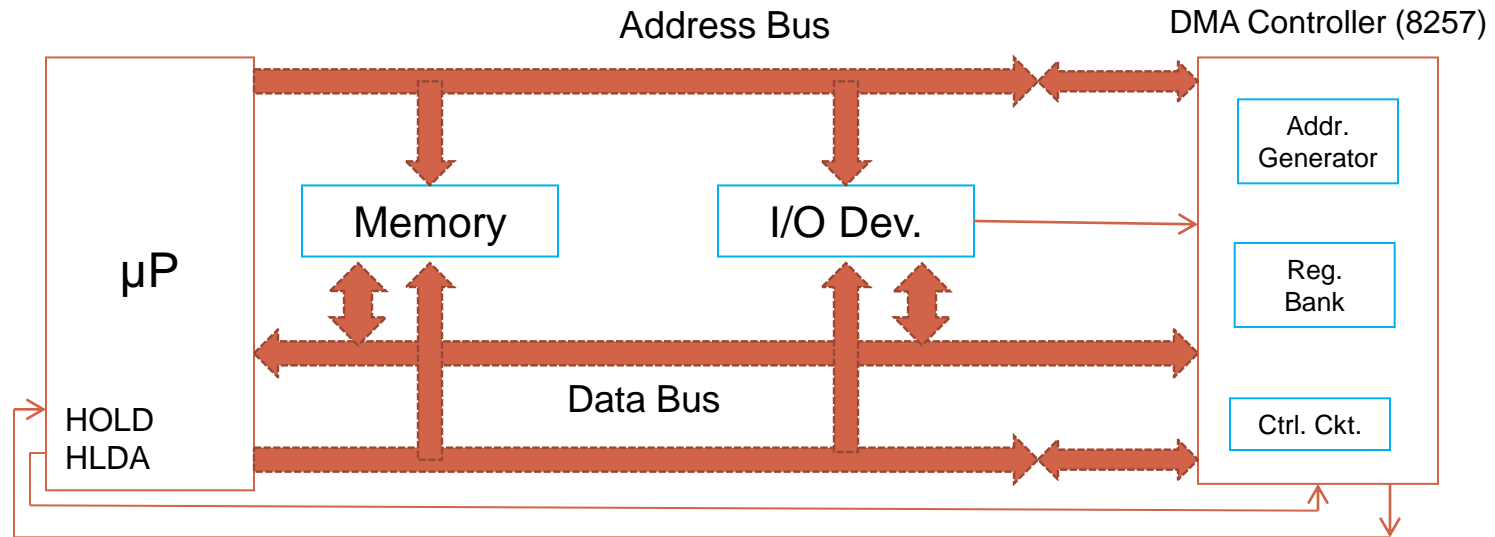 Address Bus
DMA Controller (8257)
Addr.
Generator
Memory
I/O Dev.
µP
Reg.
Bank
Data Bus
HOLD
HLDA
Ctrl. Ckt.